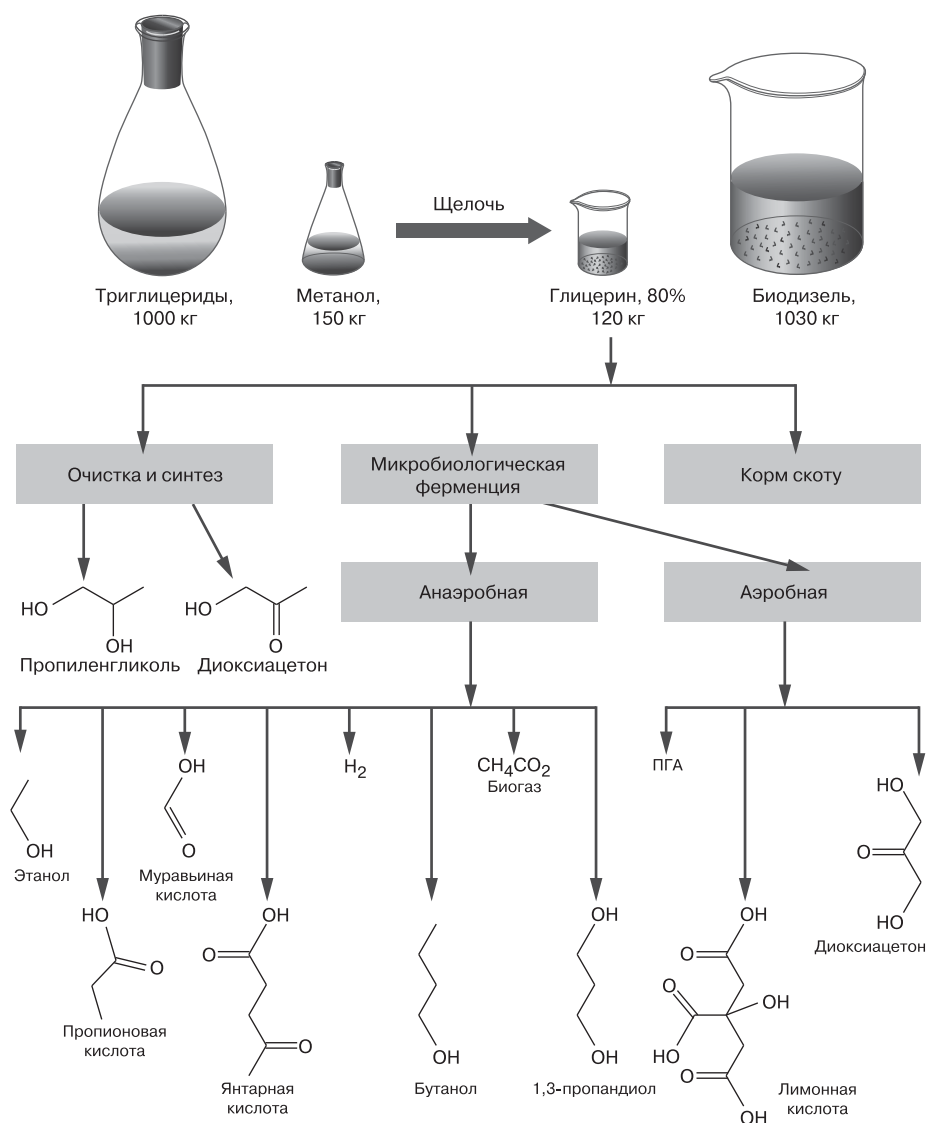 Щелочь
Триглицериды,
1000 кг
Метанол,
150 кг
Глицерин, 80%
120 кг
Биодизель,
1030 кг
Очистка и синтез
Микробиологическая
ферменция
Корм скоту
Анаэробная
Аэробная
HO
OH
Пропиленгликоль
HO
O
Диоксиацетон
OH
Этанол
OH
O
Муравьиная
кислота
H2
CH4CO2
Биогаз
ПГА
HO
O
HO
Диоксиацетон
HO
O
Пропионовая
кислота
OH
O
O
Янтарная
кислота
OH
Бутанол
OH
OH
1,3-пропандиол
OH
O
O
OH
HO
O
OH
Лимонная
кислота